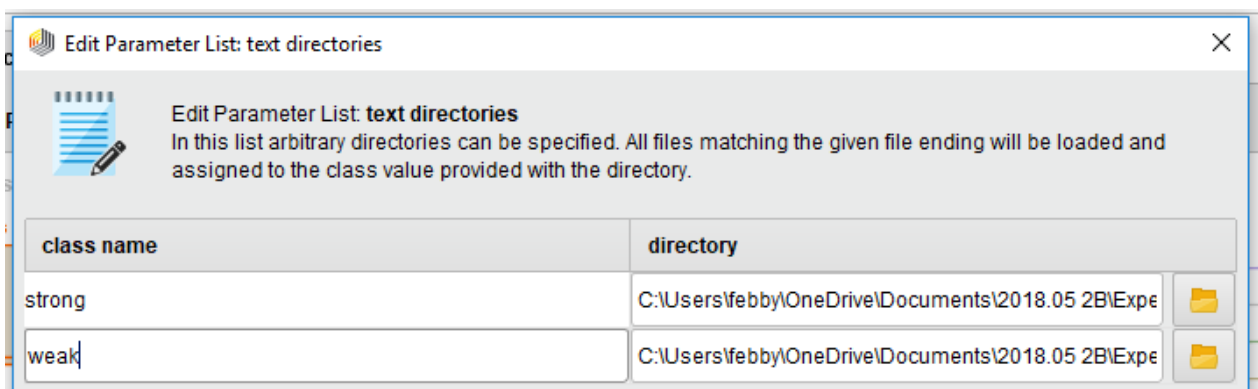 Edit Parameter List: text directories
Edit Parameter List: text directories
In this list arbitrary directories can be specified. All files matching the given file ending will be loaded and
assigned to the class value provided with the directory.
class name directory
strong C:\Users\febby\OneDrive\Documents\2018.05 2B\Expe
weak C:\Users\febby\OneDrive\Documents\2018.05 2B\Expe